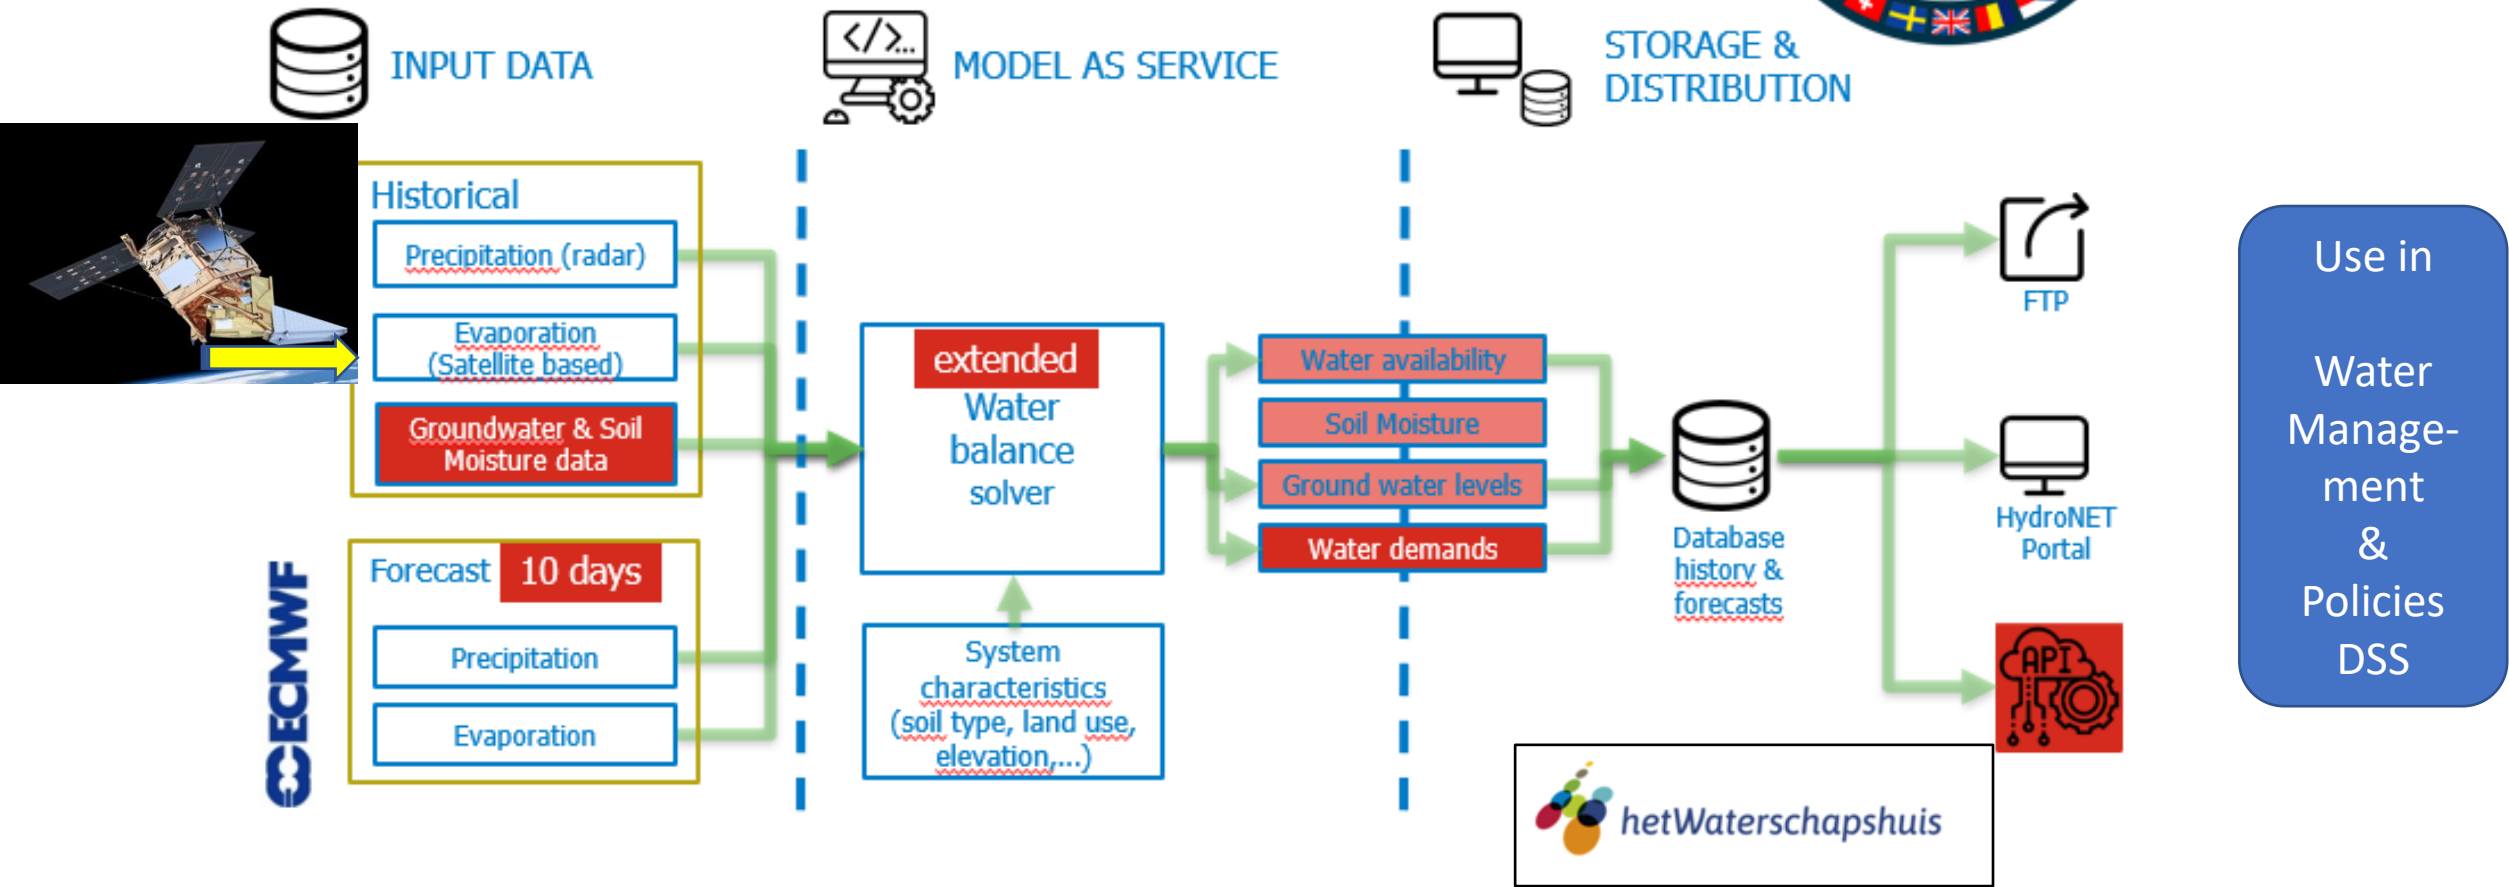 INPUT DATA
</>...
MODEL AS SERVICE
STORAGE &
DISTRIBUTION
Historical
Precipitation (radar)
Evaporation
(Satellite based)
Groundwater & Soil
Moisture data
ECMWF
Forecast
10 days
Precipitation
Evaporation
extended
Water
balance
solver
System
characteristics
(soil type, land use,
elevation,...)
Water availability
Soil Moisture
Ground water levels
Water demands
Database
history &
forecasts
FTP
HydroNET
Portal
API
hetWaterschapshuis
Use in
Water
Manage-
ment
&
Policies
DSS